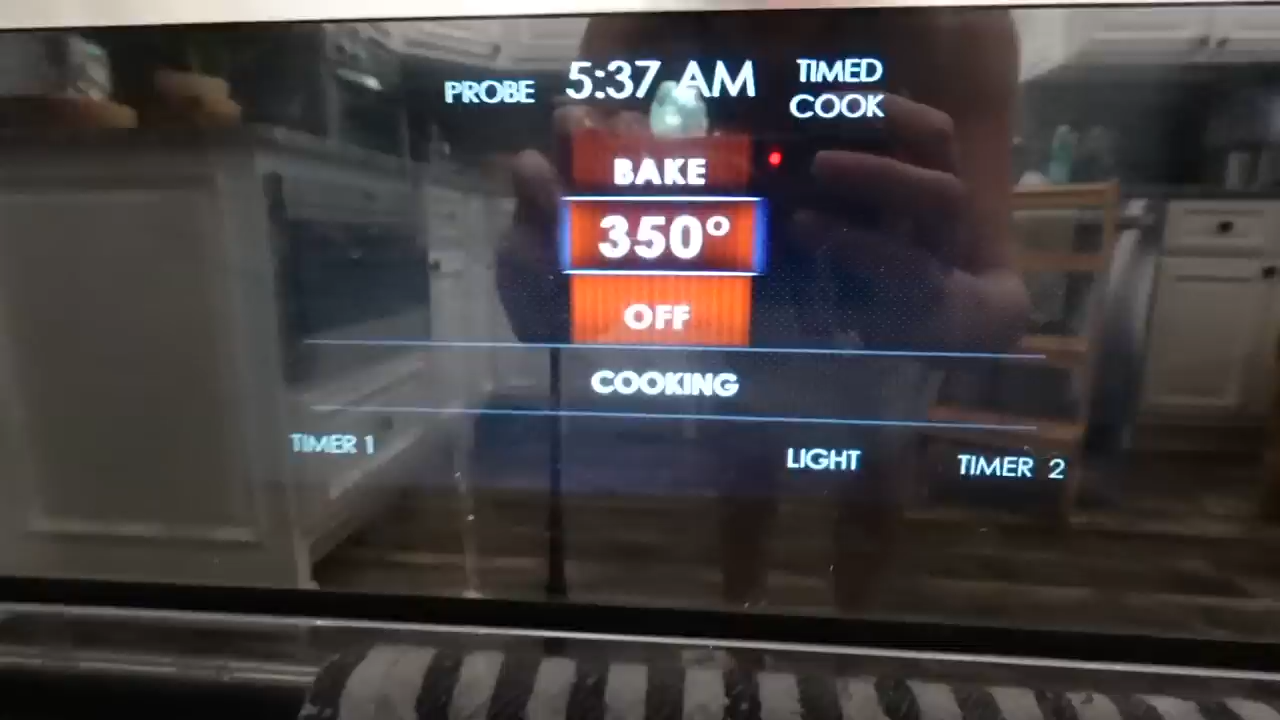 PROBE 5:37 AM TIMED COOK
BAKE
350°
OFF
COOKING
TIMER 1 LIGHT TIMER 2